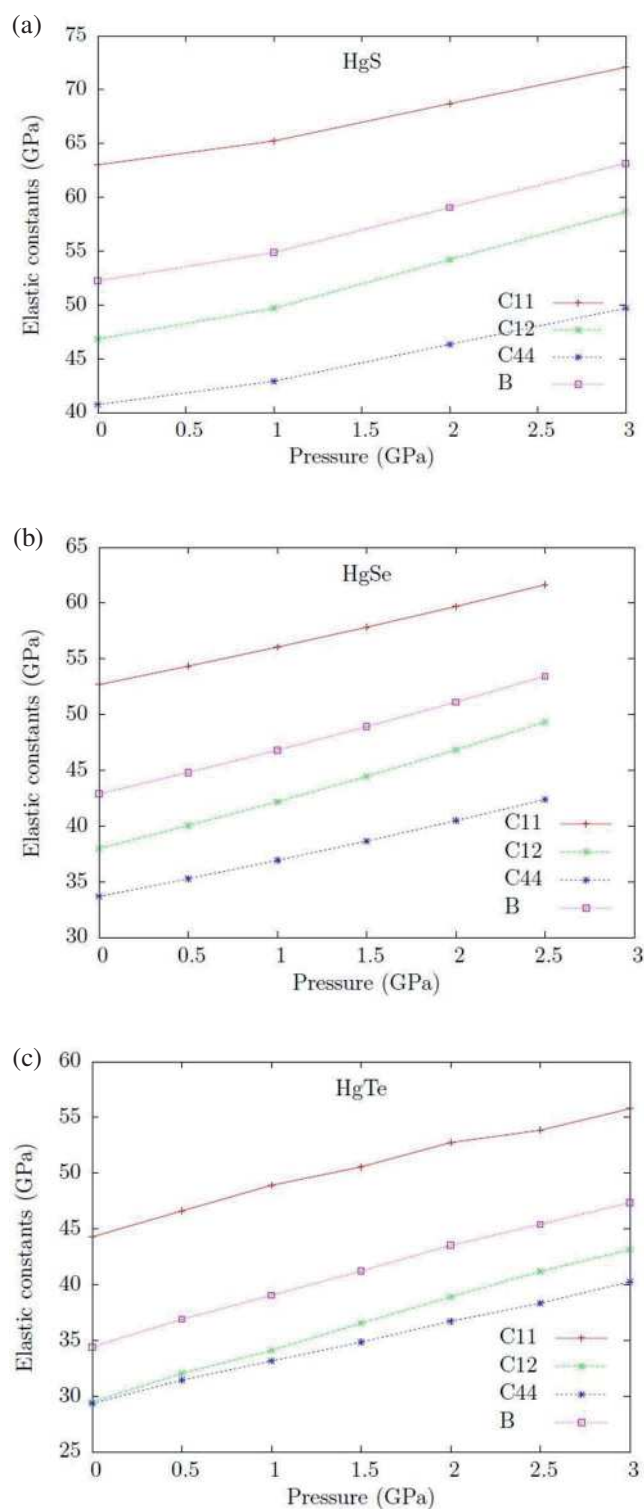 (a)
75
70
65
60
55
50
45
40
Elastic constants (GPa)
HgS
C11
C12
C44
B
0 0.5 1 1.5 2 2.5 3
Pressure (GPa)
(b)
65
60
55
50
45
40
35
30
Elastic constants (GPa)
HgSe
C11
C12
C44
B
0 0.5 1 1.5 2 2.5 3
Pressure (GPa)
(c)
60
55
50
45
40
35
30
25
Elastic constants (GPa)
HgTe
C11
C12
C44
B
0 0.5 1 1.5 2 2.5 3
Pressure (GPa)